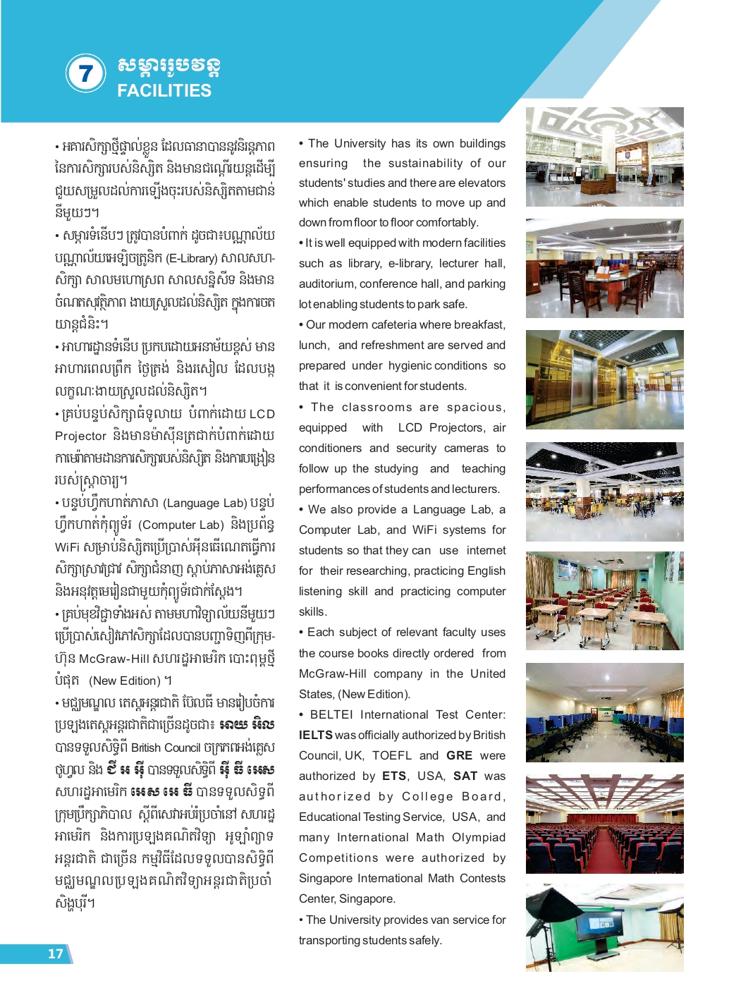 7
សម្ភាររូបវន្ត
FACILITIES
• អគារសិក្សាថ្មីផ្ទាល់ខ្លួន ដែលធានាបាននូវនិរន្តភាព
នៃការសិក្សារបស់និស្សិត និងមានជណ្តើរយន្តដើម្បី
ជួយសម្រួលដល់ការឡើងចុះរបស់និស្សិតតាមជាន់
នីមួយៗ។
• សម្ភារទំនើបៗ ត្រូវបានបំពាក់ ដូចជា៖បណ្ណាល័យ
បណ្ណាល័យអេឡិចត្រូនិក (E-Library) សាលសហ-
សិក្សា សាលមហោស្រព សាលសន្និសីទ និងមាន
ចំណតសុវត្ថិភាព ងាយស្រួលដល់និស្សិត ក្នុងការចត
យានជំនិះ។
• អាហារដ្ឋានទំនើប ប្រកបដោយអនាម័យខ្ពស់ មាន
អាហារពេលព្រឹក ថ្ងៃត្រង់ និងរសៀល ដែលបង្ក
លក្ខណៈងាយស្រួលដល់និស្សិត។
• គ្រប់បន្ទប់សិក្សាធំទូលាយ បំពាក់ដោយ LCD
Projector និងមានម៉ាស៊ីនត្រជាក់បំពាក់ដោយ
កាមេរ៉ាតាមដានការសិក្សារបស់និស្សិត និងការបង្រៀន
របស់ស្ត្រាចារ្យ។
• បន្ទប់ហ្វឹកហាត់ភាសា (Language Lab) បន្ទប់
ហ្វឹកហាត់កុំព្យូទ័រ (Computer Lab) និងប្រព័ន្ធ
WiFi សម្រាប់និស្សិតប្រើប្រាស់អ៊ីនធើណេតធ្វើការ
សិក្សាស្រាវជ្រាវ សិក្សាជំនាញ ស្តាប់ភាសាអង់គ្លេស
និងអនុវត្តមេរៀនជាមួយកុំព្យូទ័រជាក់ស្តែង។
• គ្រប់មុខវិជ្ជាទាំងអស់ តាមមហាវិទ្យាល័យនីមួយៗ
ប្រើប្រាស់សៀវភៅសិក្សាដែលបានបញ្ជាទិញពីក្រុម-
ហ៊ុន McGraw-Hill សហរដ្ឋអាមេរិក បោះពុម្ពថ្មី
បំផុត (New Edition) ។
• មជ្ឈមណ្ឌល តេស្តអន្តរជាតិ ប៊ែលធី មានរៀបចំការ
ប្រឡងតេស្តអន្តរជាតិជាច្រើនដូចជា៖ អាយ អិល
បានទទួលសិទ្ធិពី British Council ចក្រភពអង់គ្លេស
ថូហ្វល និង ជី អ អ៊ី បានទទួលសិទ្ធិពី អ៊ី ធី អេស
សហរដ្ឋអាមេរិក អេស អេ ធី បានទទួលសិទ្ធពី
ក្រុមប្រឹក្សាភិបាល ស្តីពីសេវាអប់រំប្រចាំនៅ សហរដ្ឋ
អាមេរិក និងការប្រឡងគណិតវិទ្យា អូឡាំព្យាទ
អន្តរជាតិ ជាច្រើន កម្មវិធីដែលទទួលបានសិទ្ធិពី
មជ្ឈមណ្ឌលប្រឡងគណិតវិទ្យាអន្តរជាតិប្រចាំ
សិង្ហបុរី។
• The University has its own buildings
ensuring the sustainability of our
students' studies and there are elevators
which enable students to move up and
down from floor to floor comfortably.
• It is well equipped with modern facilities
such as library, e-library, lecturer hall,
auditorium, conference hall, and parking
lot enabling students to park safe.
• Our modern cafeteria where breakfast,
lunch, and refreshment are served and
prepared under hygienic conditions so
that it is convenient for students.
• The classrooms are spacious,
equipped with LCD Projectors, air
conditioners and security cameras to
follow up the studying and teaching
performances of students and lecturers.
• We also provide a Language Lab, a
Computer Lab, and WiFi systems for
students so that they can use internet
for their researching, practicing English
listening skill and practicing computer
skills.
• Each subject of relevant faculty uses
the course books directly ordered from
McGraw-Hill company in the United
States, (New Edition).
• BELTEI International Test Center:
IELTS was officially authorized by British
Council, UK, TOEFL and GRE were
authorized by ETS, USA, SAT was
authorized by College Board,
Educational Testing Service, USA, and
many International Math Olympiad
Competitions were authorized by
Singapore International Math Contests
Center, Singapore.
• The University provides van service for
transporting students safely.
17